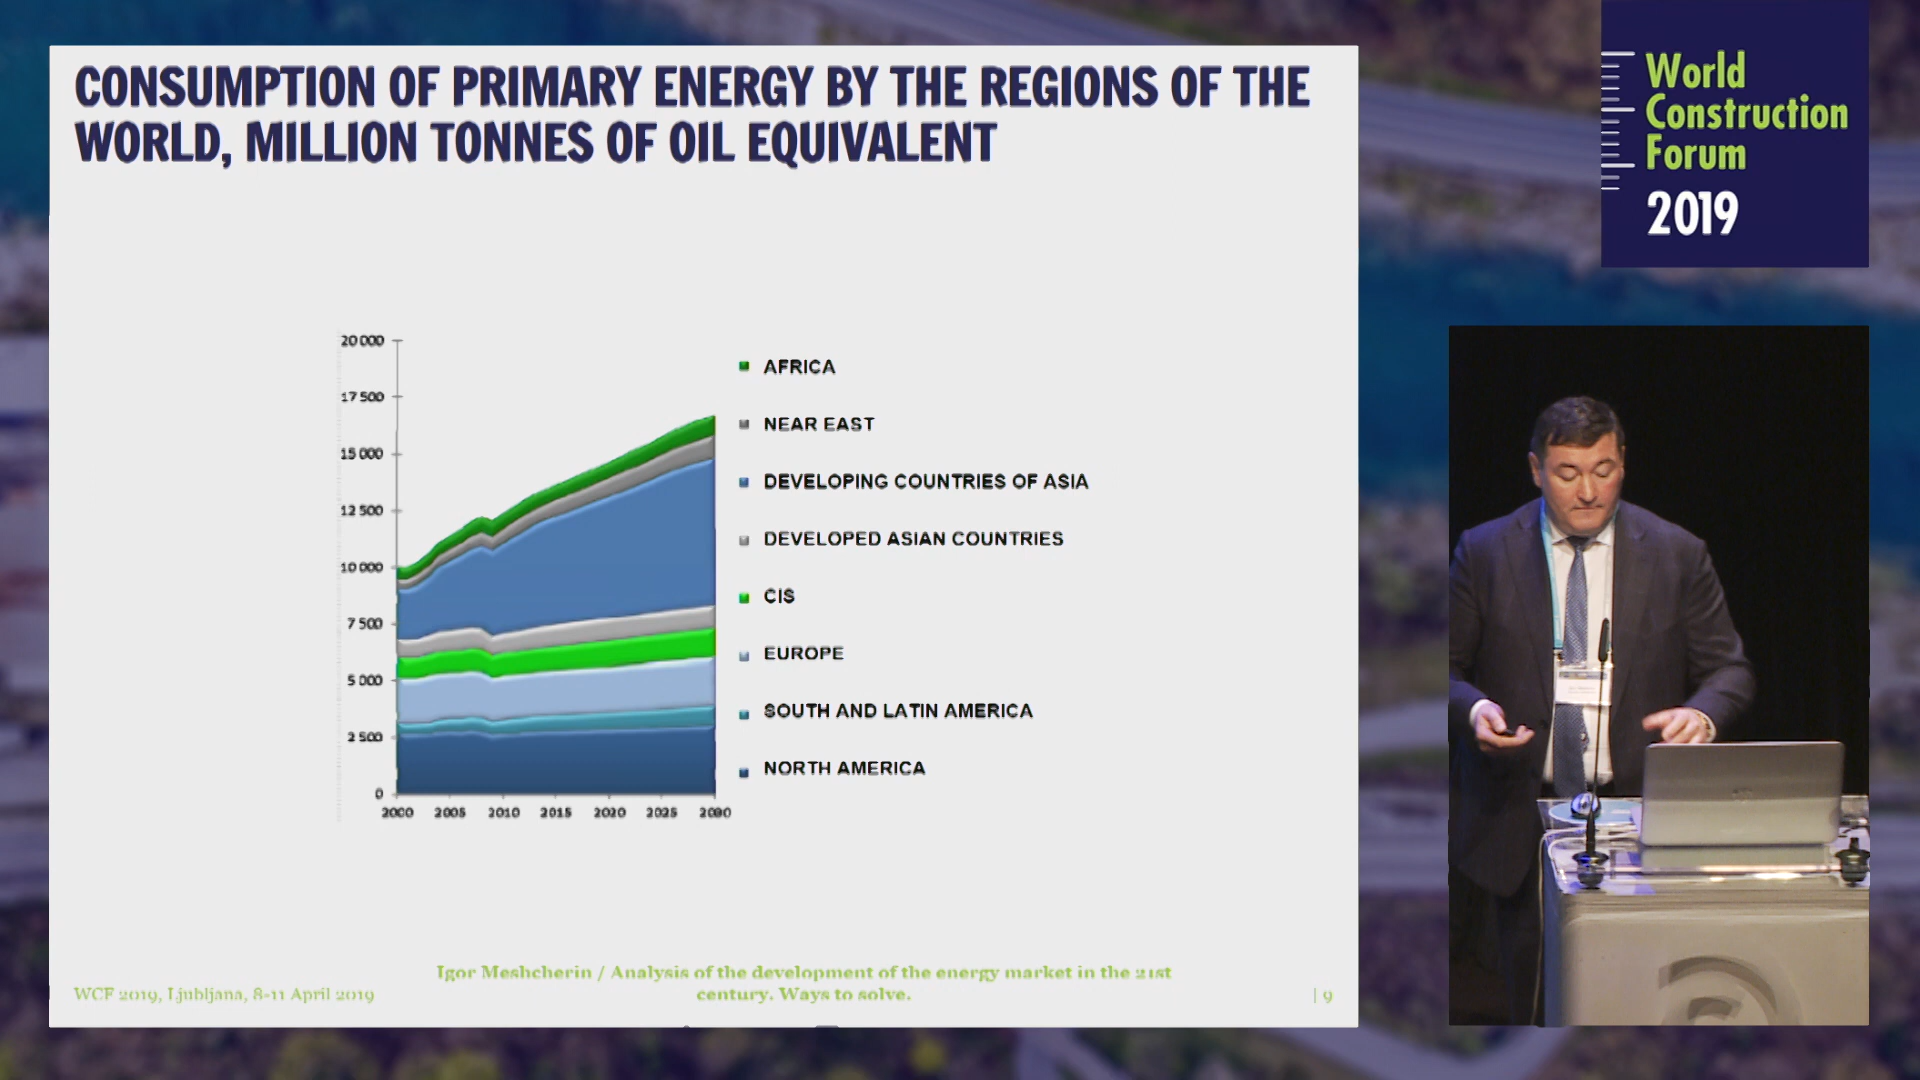 CONSUMPTION OF PRIMARY ENERGY BY THE REGIONS OF THE
WORLD, MILLION TONNES OF OIL EQUIVALENT
World
Construction
Forum
2019
20 000
17 500
15 000
12 500
10 000
7 500
5 000
2 500
0
2000 2005 2010 2015 2020 2025 2030
AFRICA
NEAR EAST
DEVELOPING COUNTRIES OF ASIA
DEVELOPED ASIAN COUNTRIES
CIS
EUROPE
SOUTH AND LATIN AMERICA
NORTH AMERICA
WCF 2019, Ljubljana, 8-11 April 2019
Igor Meshcherin / Analysis of the development of the energy market in the 21st
century. Ways to solve.
| 9